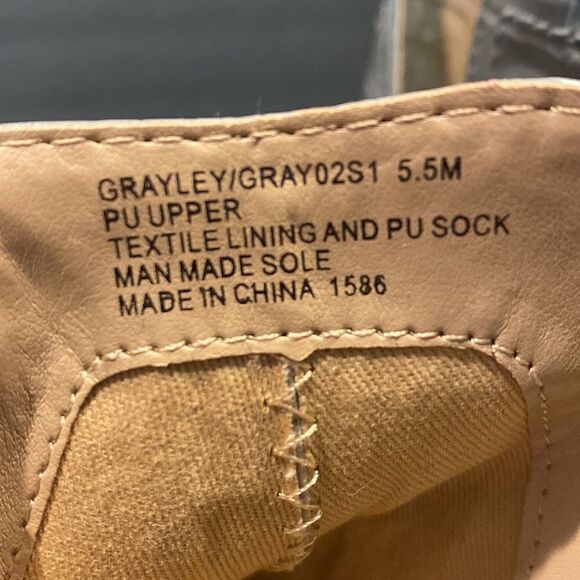 GRAYLEY/GRAY02S1 5.5M
PU UPPER
TEXTILE LINING AND PU SOCK
MAN MADE SOLE
MADE IN CHINA 1586